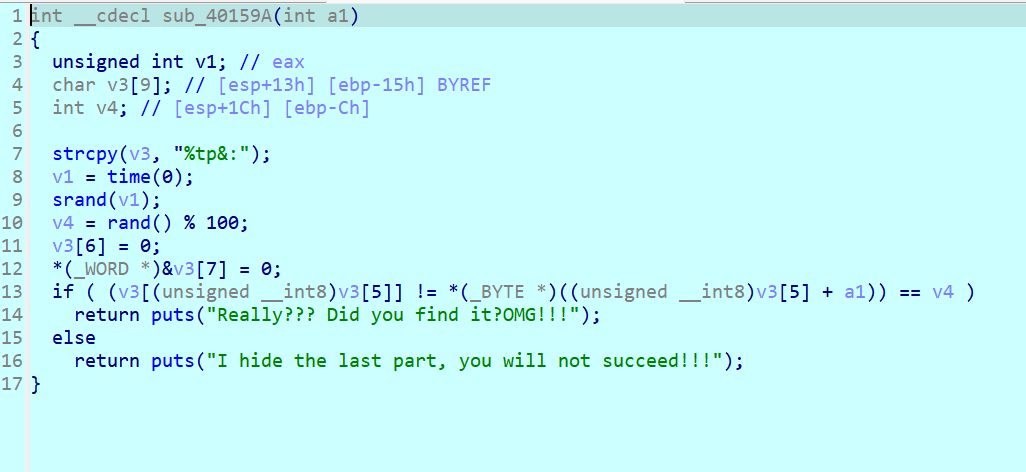 1 int __cdecl sub_40159A(int a1)
2 {
3   unsigned int v1; // eax
4   char v3[9]; // [esp+13h] [ebp-15h] BYREF
5   int v4; // [esp+1Ch] [ebp-Ch]
6
7   strcpy(v3, "%tp&:");
8   v1 = time(0);
9   srand(v1);
10   v4 = rand() % 100;
11   v3[6] = 0;
12   *(_WORD *)&v3[7] = 0;
13   if ( (v3[(unsigned __int8)v3[5]] != *(_BYTE *)((unsigned __int8)v3[5] + a1)) == v4 )
14     return puts("Really??? Did you find it?OMG!!!");
15   else
16     return puts("I hide the last part, you will not succeed!!!");
17 }